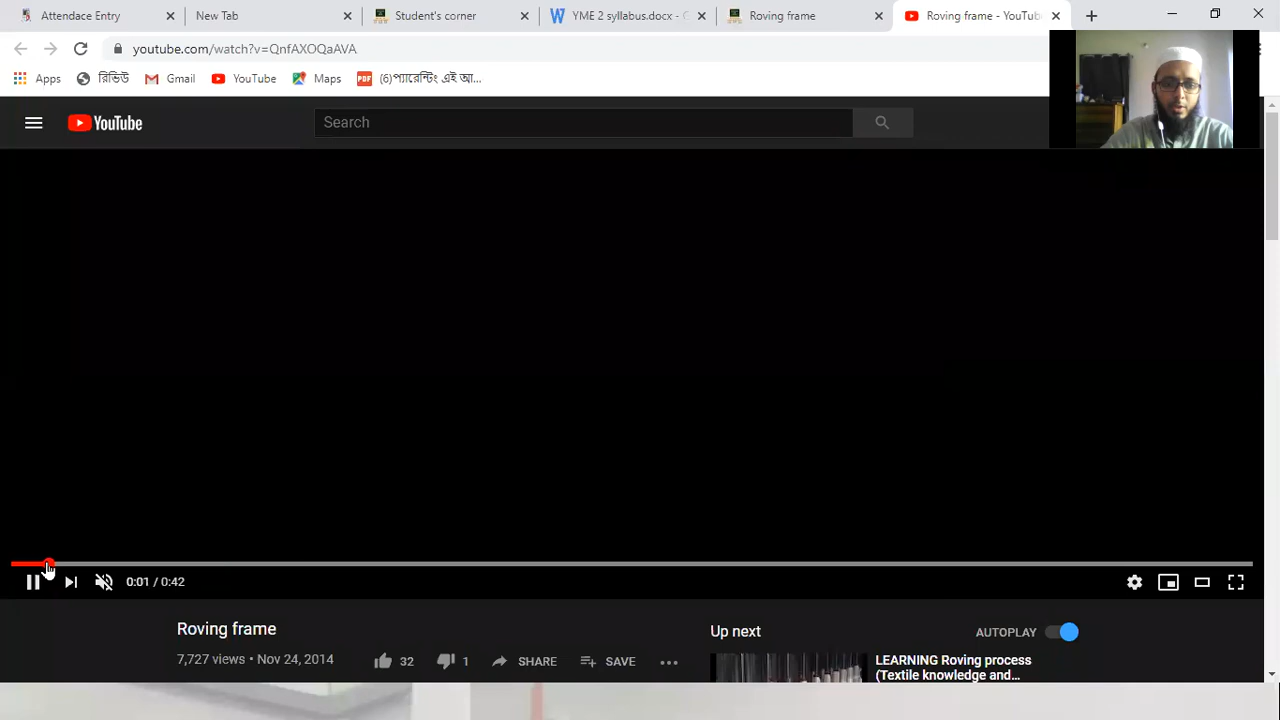 Attendace Entry
New Tab
Student's corner
YME 2 syllabus.docx - G
Roving frame
Roving frame - YouTube
youtube.com/watch?v=QnfAXOQaAVA
Apps
রিভিউ
Gmail
YouTube
Maps
PDF
(6)প্যারেন্টিং এই আ...
YouTube
Search
0:01 / 0:42
Roving frame
Up next
AUTOPLAY
7,727 views • Nov 24, 2014
32
1
SHARE
SAVE
LEARNING Roving process
(Textile knowledge and...